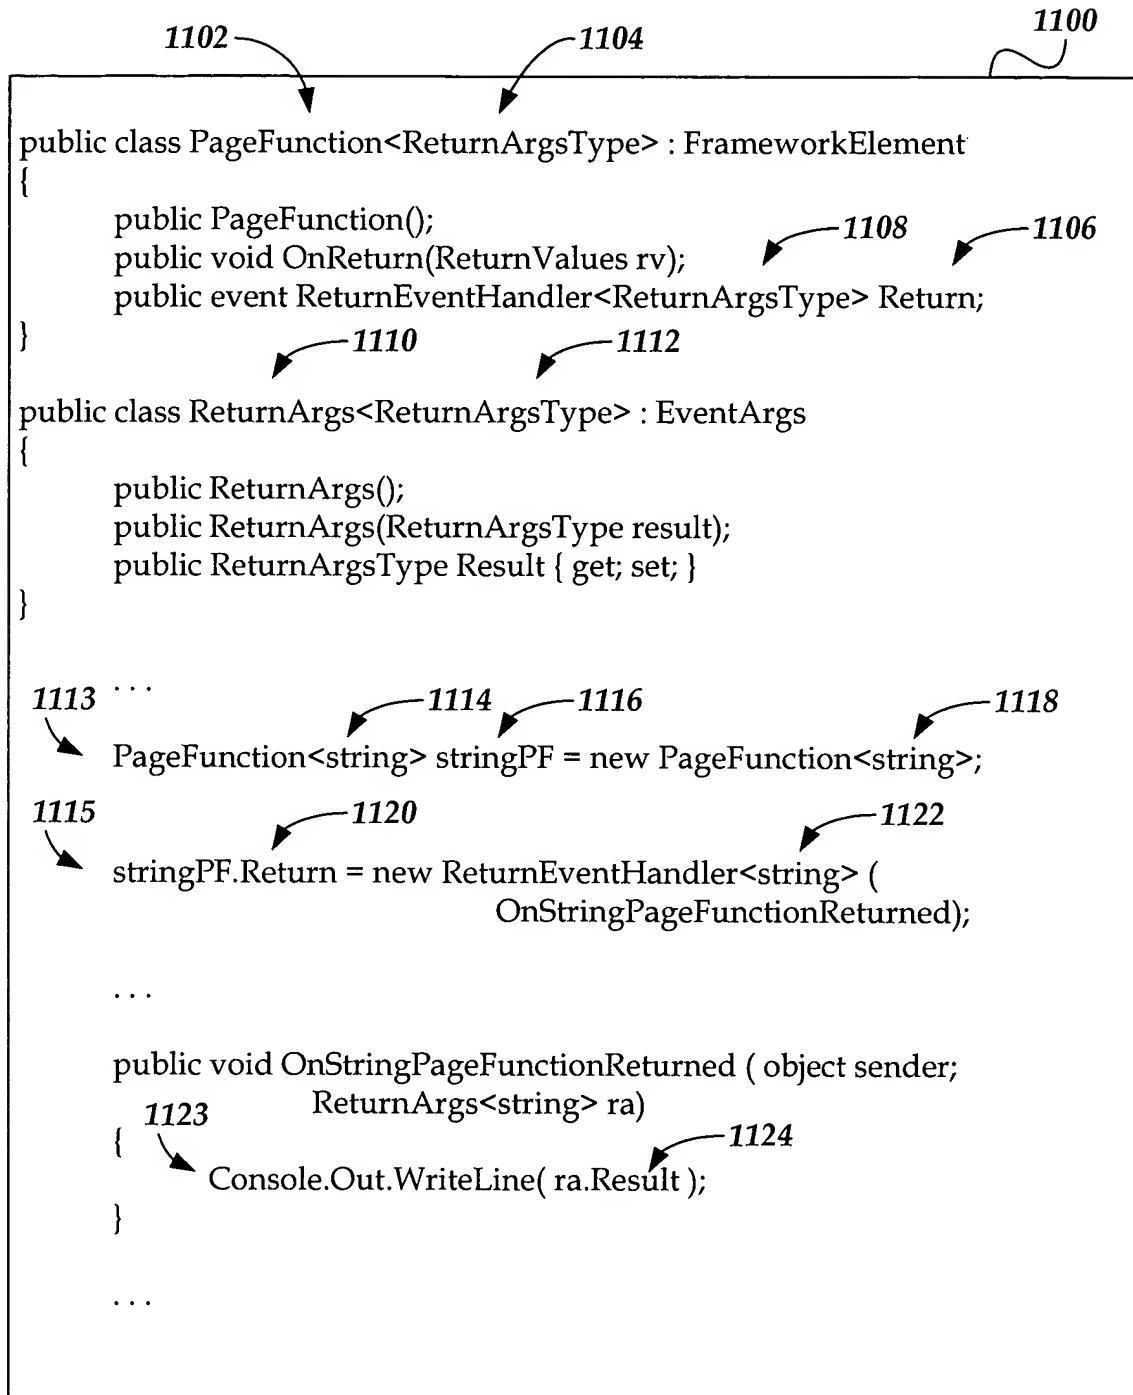 1100
1102 1104
public class PageFunction<ReturnArgsType> : FrameworkElement
{
public PageFunction();
1108 1106
public void OnReturn(ReturnValues rv);
public event ReturnEventHandler<ReturnArgsType> Return;
}
1110 1112
public class ReturnArgs<ReturnArgsType> : EventArgs
{
public ReturnArgs();
public ReturnArgs(ReturnArgsType result);
public ReturnArgsType Result { get; set; }
}
. . .
1113 1114 1116 1118
PageFunction<string> stringPF = new PageFunction<string>;
1115 1120 1122
stringPF.Return = new ReturnEventHandler<string> (
OnStringPageFunctionReturned);
. . .
public void OnStringPageFunctionReturned ( object sender;
ReturnArgs<string> ra)
1123
{
1124
Console.Out.WriteLine( ra.Result );
}
. . .